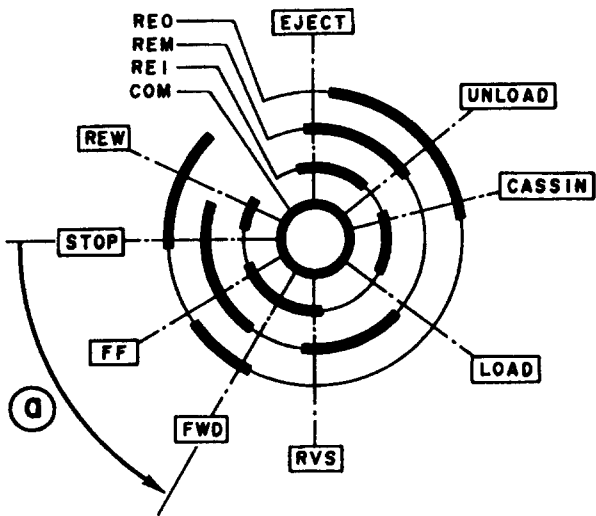 REO
EJECT
REM
REI
COM
UNLOAD
REW
CASSIN
STOP
FF
LOAD
a
FWD
RVS